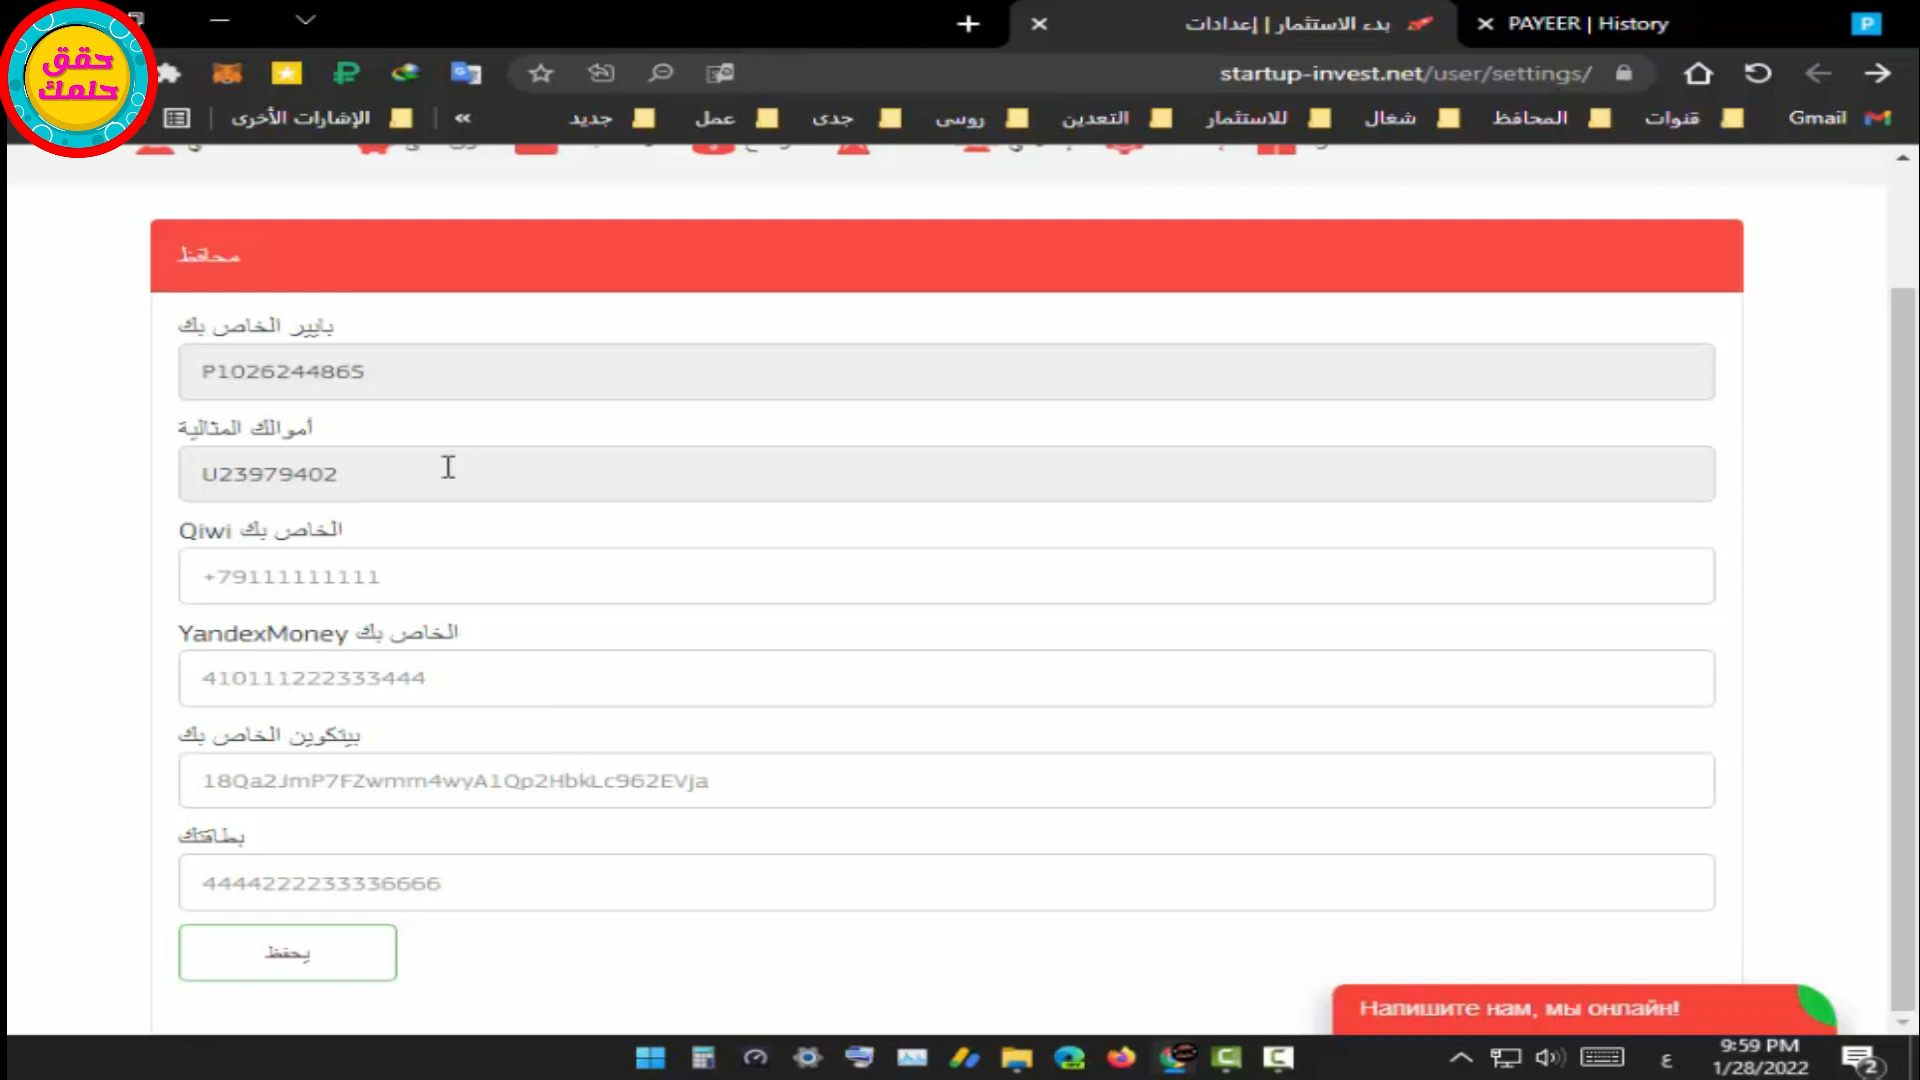 حقق
حلمك
بدء الاستثمار | إعدادات
PAYEER | History
P
startup-invest.net/user/settings/
Gmail
قنوات
المحافظ
شغال
للاستثمار
التعدين
روسى
جدى
عمل
جديد
الإشارات الأخرى
محافظ
بايير الخاص بك
P1026244865
أموالك المثالية
U23979402
Qiwi الخاص بك
+79111111111
YandexMoney الخاص بك
410111222333444
بيتكوين الخاص بك
18Qa2JmP7FZwmm4wyA1Qp2HbkLc962EVja
بطاقتك
4444222233336666
يحفظ
Напишите нам, мы онлайн!
ع
9:59 PM
1/28/2022
2